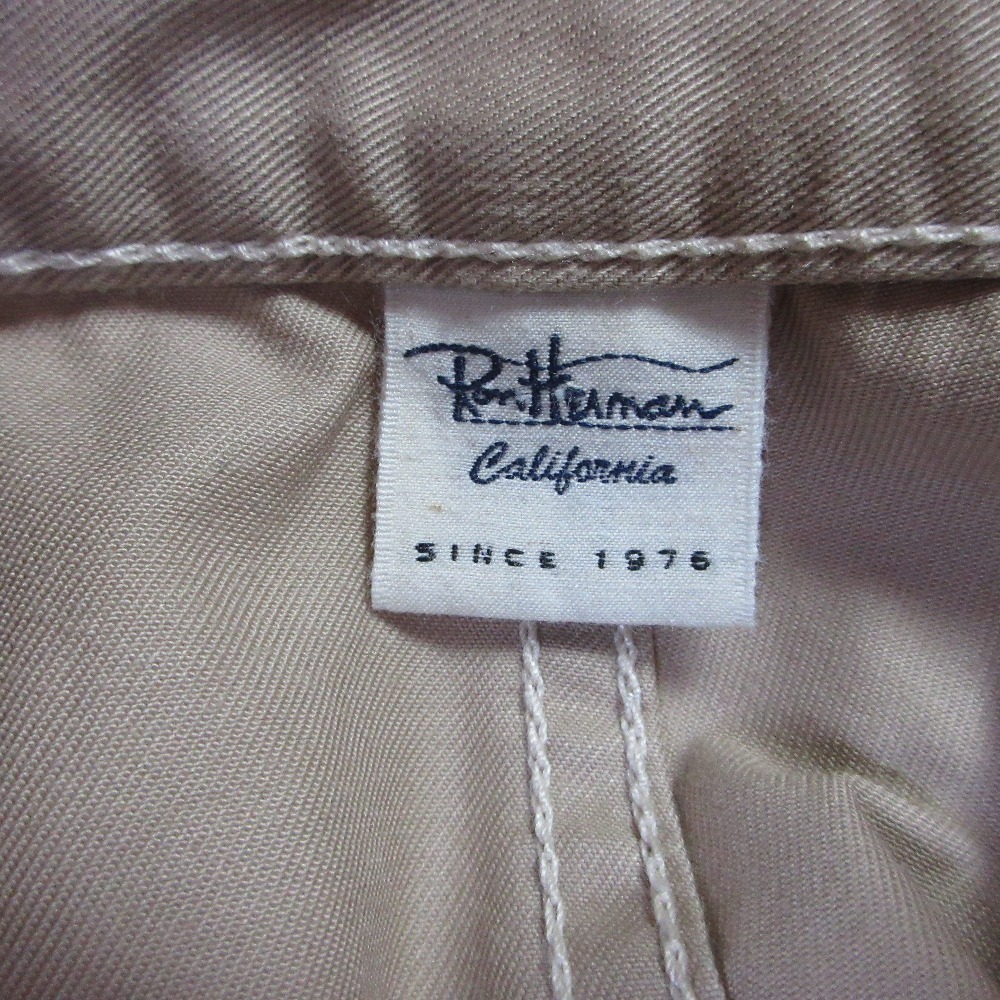 Ron Herman
California
SINCE 1976